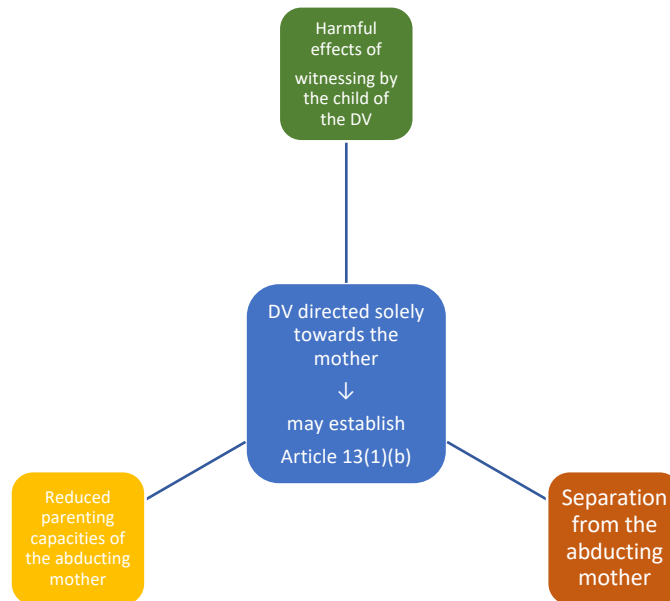 Harmful
effects of
witnessing by
the child of
the DV
DV directed solely
towards the
mother
↓
may establish
Article 13(1)(b)
Reduced
parenting
capacities of
the abducting
mother
Separation
from the
abducting
mother